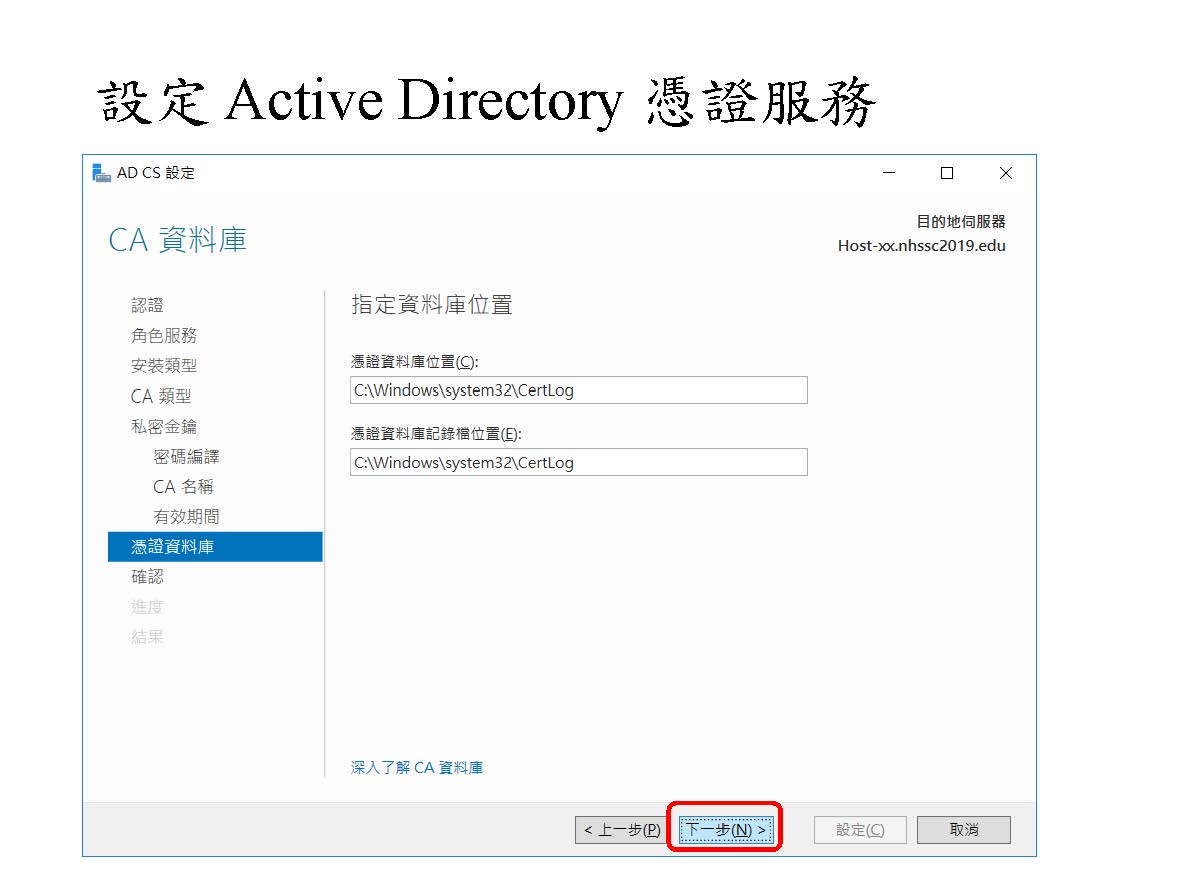 設定 Active Directory 憑證服務
AD CS 設定
CA 資料庫
目的地伺服器
Host-xx.nhssc2019.edu
認證
角色服務
安裝類型
CA 類型
私密金鑰
密碼編譯
CA 名稱
有效期間
憑證資料庫
確認
進度
結果
指定資料庫位置
憑證資料庫位置(C):
C:\Windows\system32\CertLog
憑證資料庫記錄檔位置(E):
C:\Windows\system32\CertLog
深入了解 CA 資料庫
< 上一步(P) 下一步(N) > 設定(C) 取消